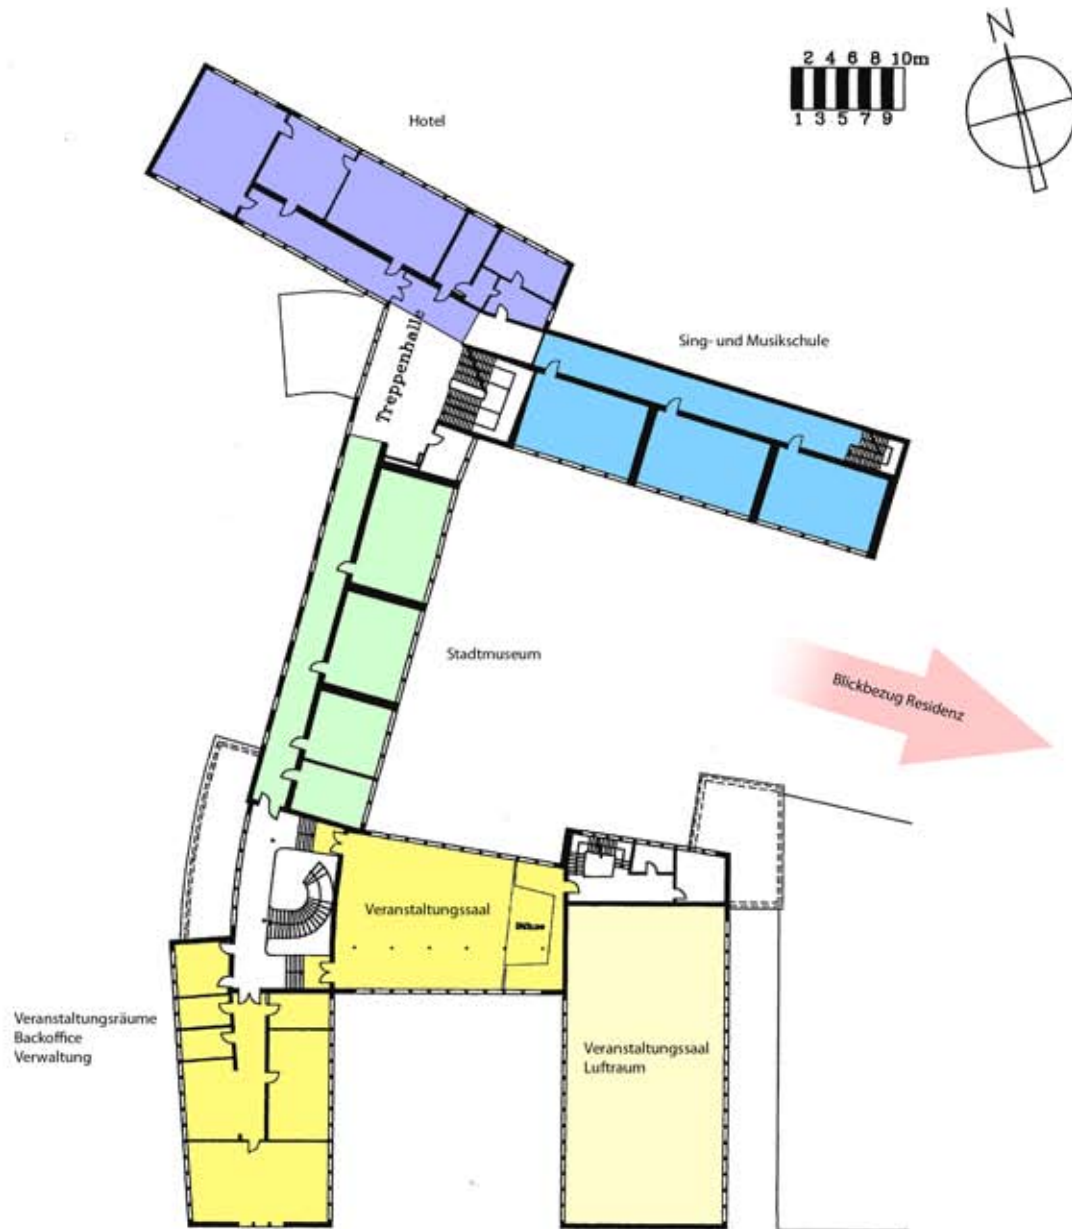 N
2 4 6 8 10m
1 3 5 7 9
Hotel
Treppenhalle
Sing- und Musikschule
Stadtmuseum
Blickbezug Residenz
Veranstaltungssaal
Bühne
Veranstaltungsräume
Backoffice
Verwaltung
Veranstaltungssaal
Luftraum